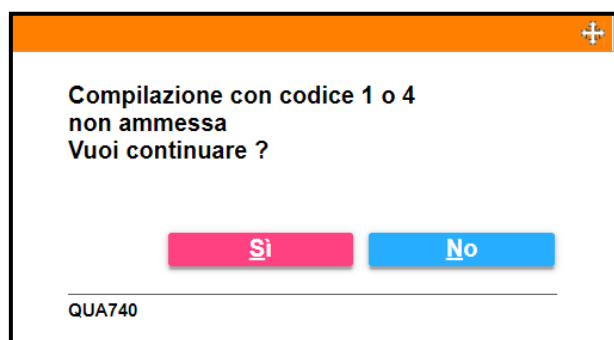 Compilazione con codice 1 o 4
non ammessa
Vuoi continuare ?
Sì
No
QUA740